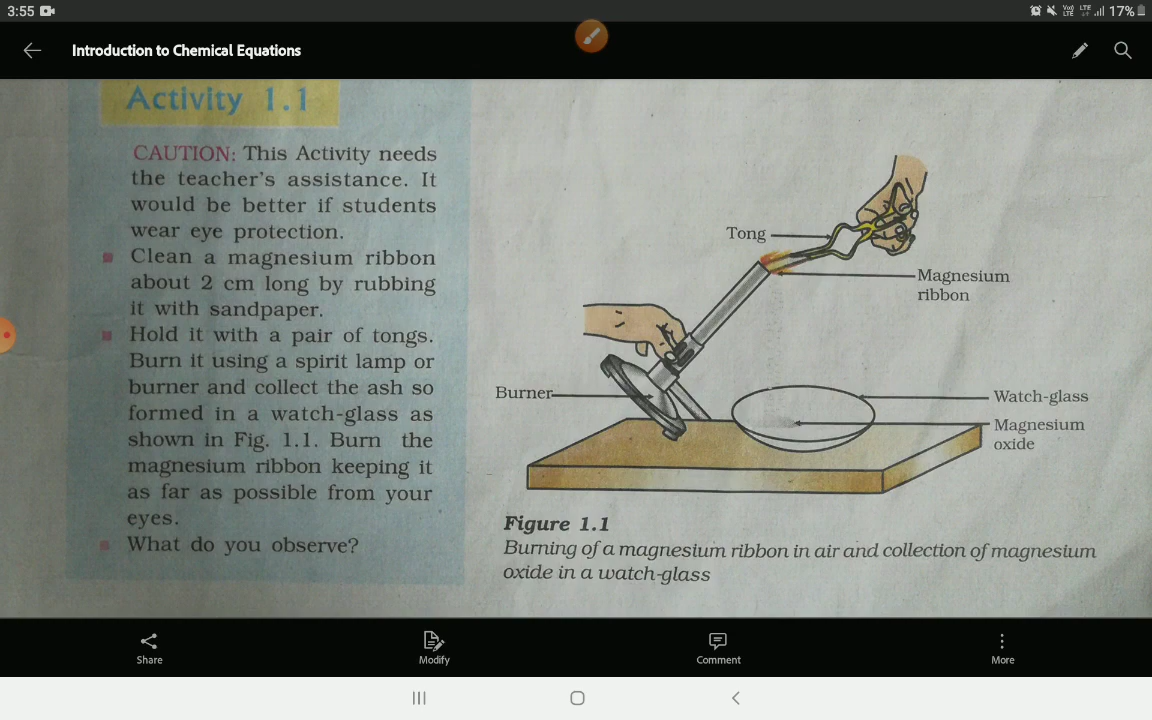 3:55
Vo)) LTE LTE 17%
Introduction to Chemical Equations
Activity 1.1
CAUTION: This Activity needs
the teacher's assistance. It
would be better if students
wear eye protection.
Clean a magnesium ribbon
about 2 cm long by rubbing
it with sandpaper.
Hold it with a pair of tongs.
Burn it using a spirit lamp or
burner and collect the ash so
formed in a watch-glass as
shown in Fig. 1.1. Burn the
magnesium ribbon keeping it
as far as possible from your
eyes.
What do you observe?
Tong
Magnesium
ribbon
Burner
Watch-glass
Magnesium
oxide
Figure 1.1
Burning of a magnesium ribbon in air and collection of magnesium
oxide in a watch-glass
Share
Modify
Comment
More